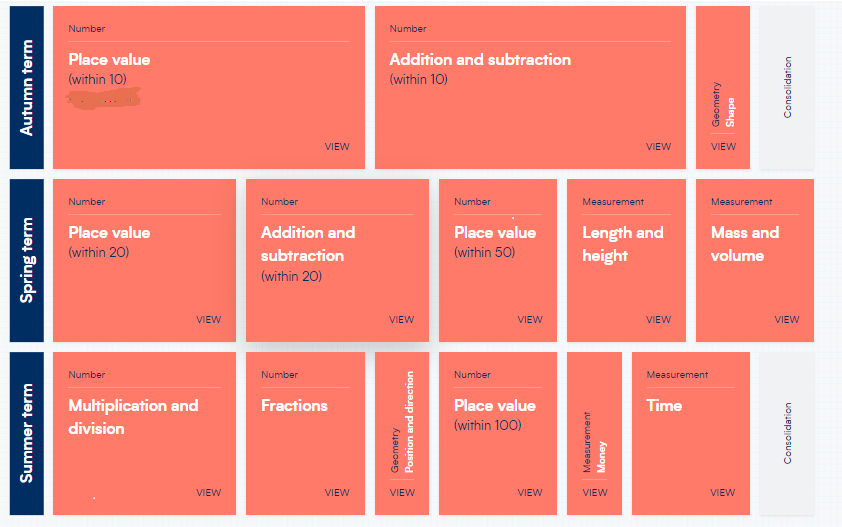 Autumn term
Number
Place value
(within 10)
VIEW
Number
Addition and subtraction
(within 10)
VIEW
Geometry
Shape
VIEW
Consolidation
Spring term
Number
Place value
(within 20)
VIEW
Number
Addition and
subtraction
(within 20)
VIEW
Number
Place value
(within 50)
VIEW
Measurement
Length and
height
VIEW
Measurement
Mass and
volume
VIEW
Summer term
Number
Multiplication and
division
VIEW
Number
Fractions
VIEW
Geometry
Position and direction
VIEW
Number
Place value
(within 100)
VIEW
Measurement
Money
VIEW
Measurement
Time
VIEW
Consolidation